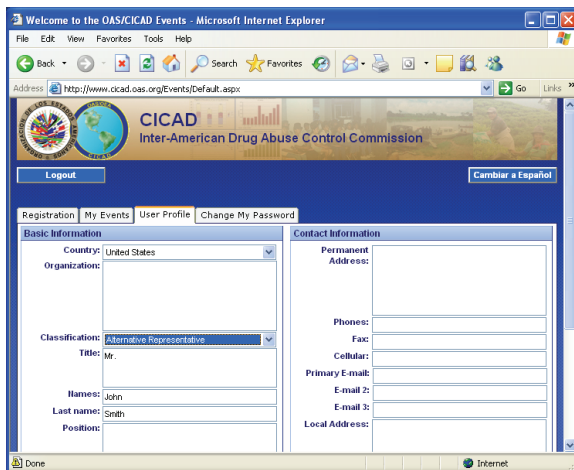 Welcome to the OAS/CICAD Events - Microsoft Internet Explorer
File Edit View Favorites Tools Help
Back Search Favorites
Address http://www.cicad.oas.org/Events/Default.aspx Go Links »
CICAD
Inter-American Drug Abuse Control Commission
Logout Cambiar a Español
Registration My Events User Profile Change My Password
Basic Information Contact Information
Country: United States
Organization:
Permanent Address:
Classification: Alternative Representative
Title: Mr.
Names: John
Last name: Smith
Position:
Phones:
Fax:
Cellular:
Primary E-mail:
E-mail 2:
E-mail 3:
Local Address:
Done Internet